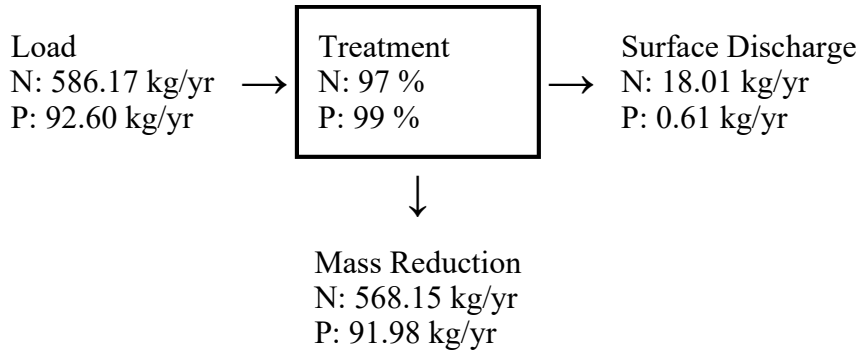 Load
N: 586.17 kg/yr
P: 92.60 kg/yr
→
Treatment
N: 97 %
P: 99 %
→
Surface Discharge
N: 18.01 kg/yr
P: 0.61 kg/yr
↓
Mass Reduction
N: 568.15 kg/yr
P: 91.98 kg/yr